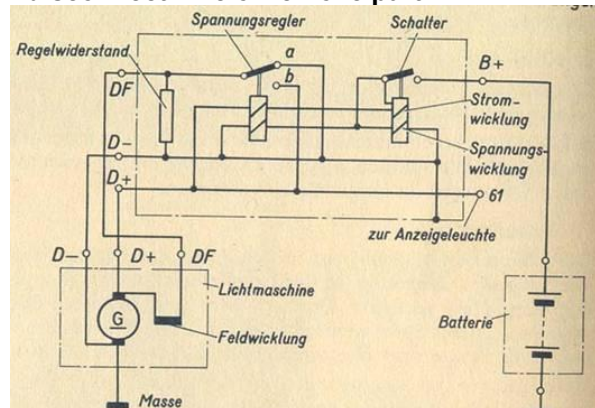 Spannungsregler
Schalter
Regelwiderstand
a
b
B+
DF
Strom-
wicklung
D-
Spannungs-
wicklung
D+
61
zur Anzeigeleuchte
D-
D+
DF
Lichtmaschine
G
Feldwicklung
Batterie
Masse